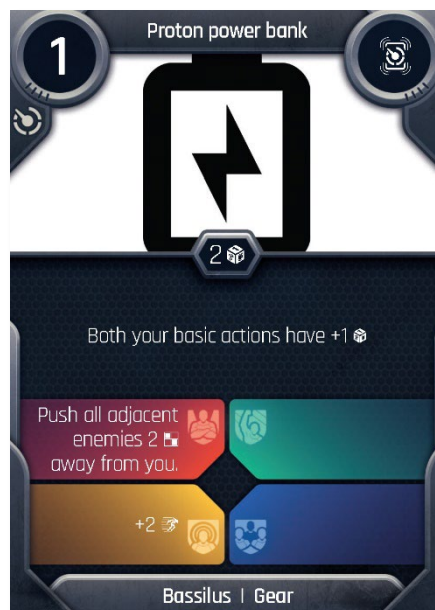 Proton power bank
1
2
Both your basic actions have +1
Push all adjacent
enemies 2
away from you.
+2
Bassilus | Gear